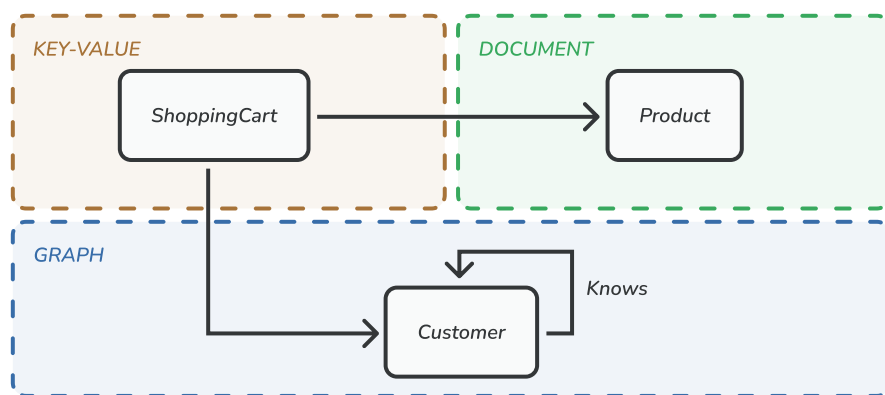 KEY-VALUE
DOCUMENT
ShoppingCart
Product
GRAPH
Knows
Customer